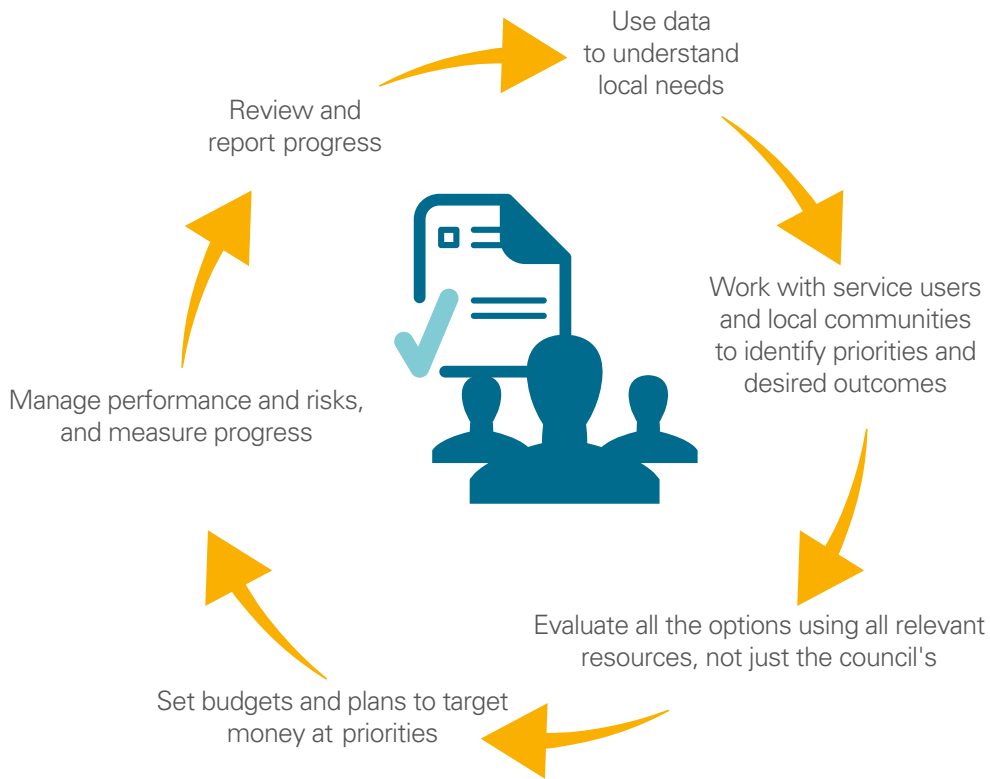 Use data
to understand
local needs
Work with service users
and local communities
to identify priorities and
desired outcomes
Evaluate all the options using all relevant
resources, not just the council's
Set budgets and plans to target
money at priorities
Manage performance and risks,
and measure progress
Review and
report progress